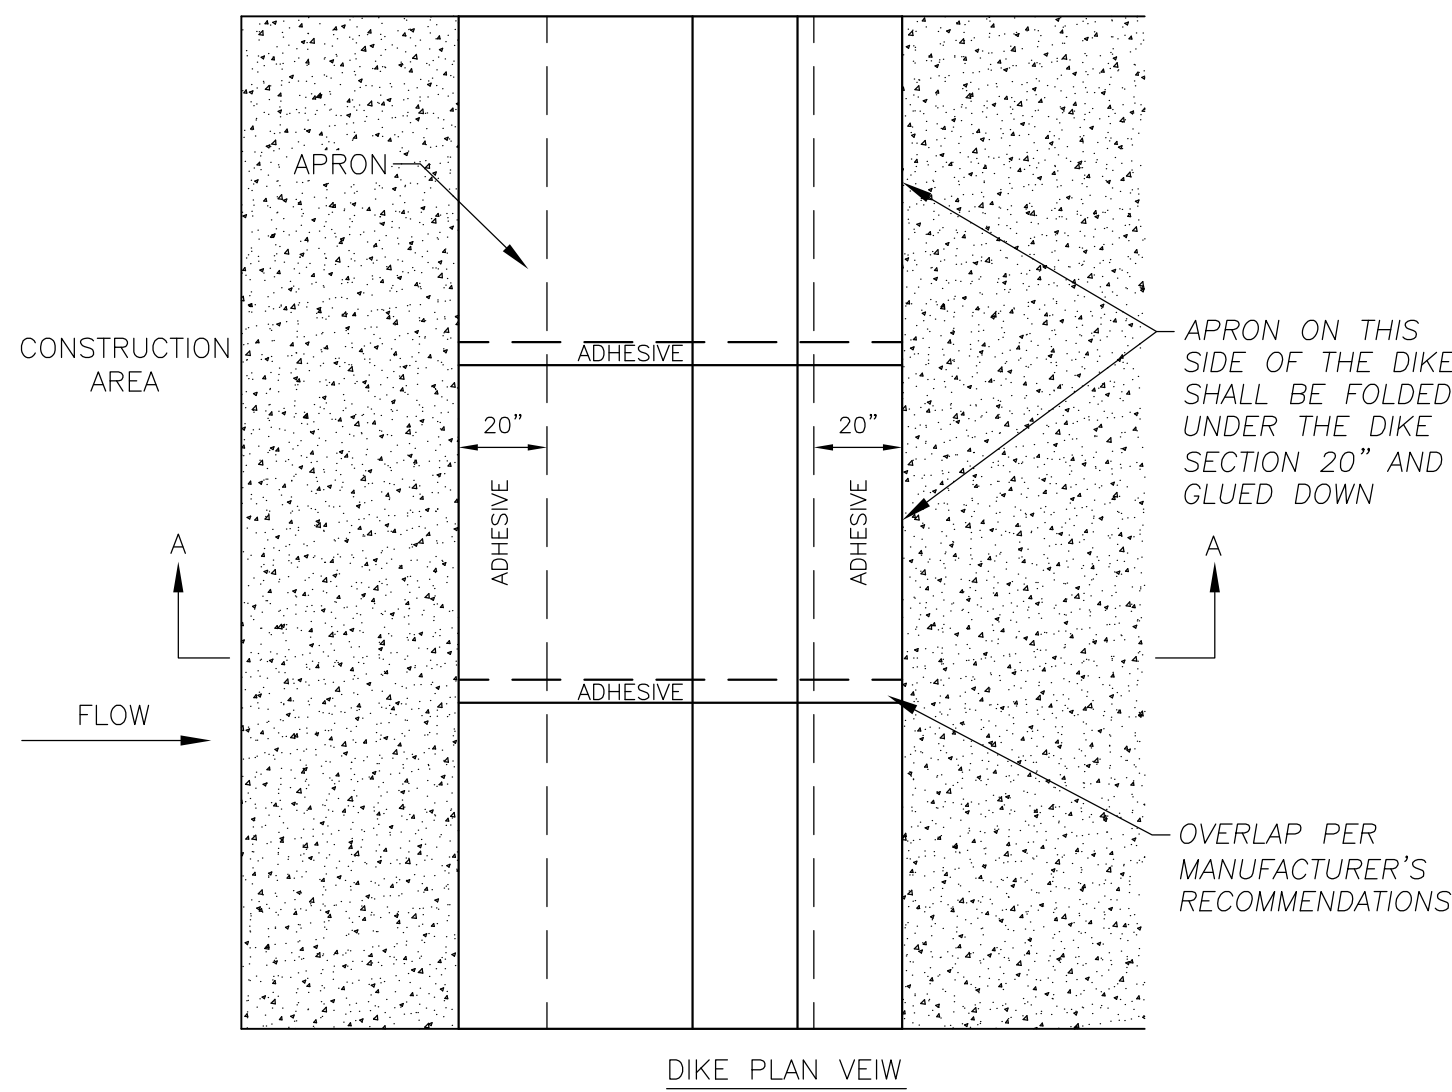 APRON
CONSTRUCTION
AREA
ADHESIVE
APRON ON THIS
SIDE OF THE DIKE
SHALL BE FOLDED
UNDER THE DIKE
SECTION 20" AND
GLUED DOWN
20"
20"
ADHESIVE
ADHESIVE
A
A
ADHESIVE
FLOW
OVERLAP PER
MANUFACTURER'S
RECOMMENDATIONS
DIKE PLAN VEIW